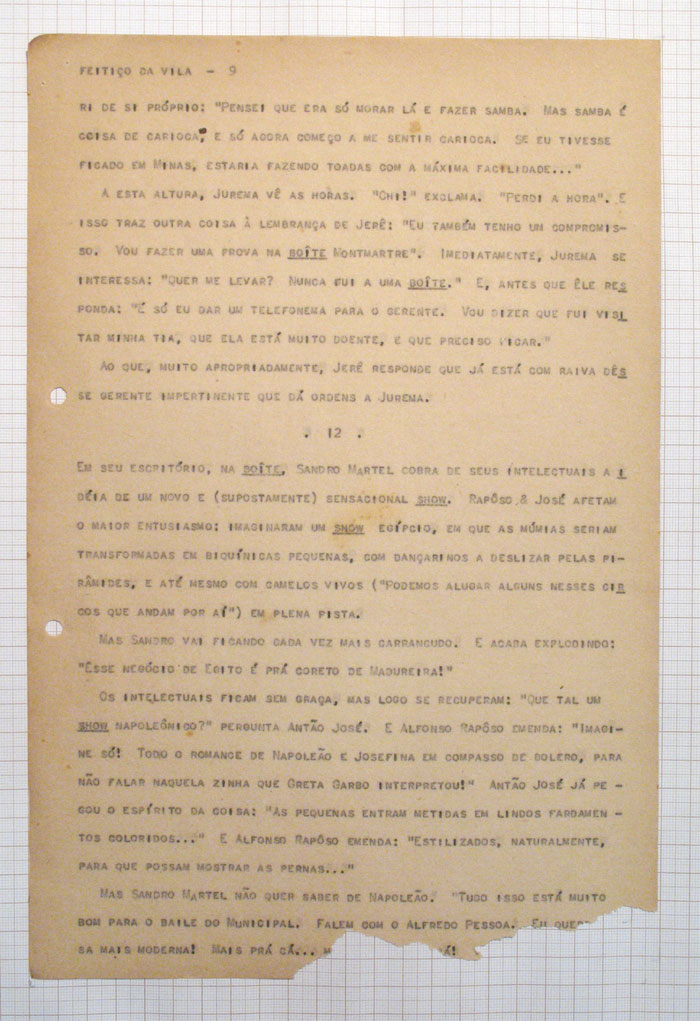 FEITIÇO DA VILA - 9
RI DE SI PRÓPRIO: "PENSEI QUE ERA SÓ MORAR LÁ E FAZER SAMBA. MAS SAMBA É
COISA DE CARIOCA, E SÓ AGORA COMEÇO A ME SENTIR CARIOCA. SE EU TIVESSE
FICADO EM MINAS, ESTARIA FAZENDO TOADAS COM A MÁXIMA FACILIDADE..."
A ESTA ALTURA, JUREMA VÊ AS HORAS. "CHI!" EXCLAMA. "PERDI A HORA". E
ISSO TRAZ OUTRA COISA À LEMBRANÇA DE JERÊ: "EU TAMBÉM TENHO UM COMPROMIS-
SO. VOU FAZER UMA PROVA NA BOÎTE MONTMARTRE". IMEDIATAMENTE, JUREMA SE
INTERESSA: "QUER ME LEVAR? NUNCA FUI A UMA BOÎTE." E, ANTES QUE ÊLE RES
PONDA: "É SÓ EU DAR UM TELEFONEMA PARA O GERENTE. VOU DIZER QUE FUI VISI
TAR MINHA TIA, QUE ELA ESTÁ MUITO DOENTE, E QUE PRECISO FICAR."
AO QUE, MUITO APROPRIADAMENTE, JERÊ RESPONDE QUE JÁ ESTÁ COM RAIVA DÊS
SE GERENTE IMPERTINENTE QUE DÁ ORDENS A JUREMA.
. 12 .
EM SEU ESCRITÓRIO, NA BOÎTE, SANDRO MARTEL COBRA DE SEUS INTELECTUAIS A I
DÉIA DE UM NOVO E (SUPOSTAMENTE) SENSACIONAL SHOW. RAPÔSO & JOSÉ AFETAM
O MAIOR ENTUSIASMO: IMAGINARAM UM SHOW EGÍPCIO, EM QUE AS MÚMIAS SERIAM
TRANSFORMADAS EM BIQUÍNICAS PEQUENAS, COM DANÇARINOS A DESLIZAR PELAS PI-
RÂMIDES, E ATÉ MESMO COM CAMELOS VIVOS ("PODEMOS ALUGAR ALGUNS NESSES CIR
COS QUE ANDAM POR AÍ") EM PLENA PISTA.
MAS SANDRO VAI FICANDO CADA VEZ MAIS CARRANCUDO. E ACABA EXPLODINDO:
"ÊSSE NEGÓCIO DE EGITO É PRÁ CORETO DE MADUREIRA!"
OS INTELECTUAIS FICAM SEM GRAÇA, MAS LOGO SE RECUPERAM: "QUE TAL UM
SHOW NAPOLEÔNICO?" PERGUNTA ANTÃO JOSÉ. E ALFONSO RAPÔSO EMENDA: "IMAGI-
NE SÓ! TODO O ROMANCE DE NAPOLEÃO E JOSEFINA EM COMPASSO DE BOLERO, PARA
NÃO FALAR NAQUELA ZINHA QUE GRETA GARBO INTERPRETOU!" ANTÃO JOSÉ JÁ PE -
GOU O ESPÍRITO DA COISA: "AS PEQUENAS ENTRAM METIDAS EM LINDOS FARDAMEN -
TOS COLORIDOS..." E ALFONSO RAPÔSO EMENDA: "ESTILIZADOS, NATURALMENTE,
PARA QUE POSSAM MOSTRAR AS PERNAS..."
MAS SANDRO MARTEL NÃO QUER SABER DE NAPOLEÃO. "TUDO ISSO ESTÁ MUITO
BOM PARA O BAILE DO MUNICIPAL. FALEM COM O ALFREDO PESSOA. EU
SA MAIS MODERNA! MAIS PRÁ CÁ...